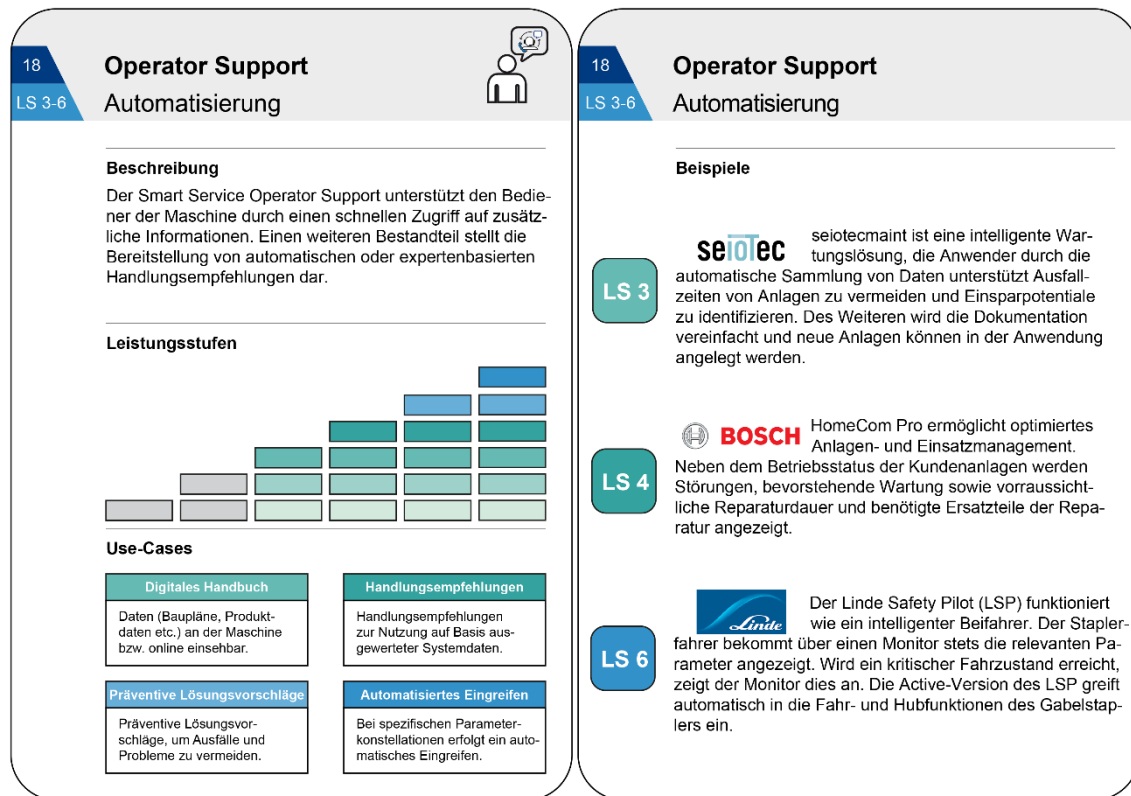 18
LS 3-6
Operator Support
Automatisierung
Beschreibung
Der Smart Service Operator Support unterstützt den Bedie-
ner der Maschine durch einen schnellen Zugriff auf zusätz-
liche Informationen. Einen weiteren Bestandteil stellt die
Bereitstellung von automatischen oder expertenbasierten
Handlungsempfehlungen dar.
Leistungsstufen
Use-Cases
Digitales Handbuch
Daten (Baupläne, Produkt-
daten etc.) an der Maschine
bzw. online einsehbar.
Handlungsempfehlungen
Handlungsempfehlungen
zur Nutzung auf Basis aus-
gewerteter Systemdaten.
Präventive Lösungsvorschläge
Präventive Lösungsvor-
schläge, um Ausfälle und
Probleme zu vermeiden.
Automatisiertes Eingreifen
Bei spezifischen Parameter-
konstellationen erfolgt ein auto-
matisches Eingreifen.
18
LS 3-6
Operator Support
Automatisierung
Beispiele
LS 3
seioTec
seiotecmaint ist eine intelligente War-
tungslösung, die Anwender durch die
automatische Sammlung von Daten unterstützt Ausfall-
zeiten von Anlagen zu vermeiden und Einsparpotentiale
zu identifizieren. Des Weiteren wird die Dokumentation
vereinfacht und neue Anlagen können in der Anwendung
angelegt werden.
LS 4
BOSCH
HomeCom Pro ermöglicht optimiertes
Anlagen- und Einsatzmanagement.
Neben dem Betriebsstatus der Kundenanlagen werden
Störungen, bevorstehende Wartung sowie vorraussicht-
liche Reparaturdauer und benötigte Ersatzteile der Repa-
ratur angezeigt.
LS 6
Linde
Der Linde Safety Pilot (LSP) funktioniert
wie ein intelligenter Beifahrer. Der Stapler-
fahrer bekommt über einen Monitor stets die relevanten Pa-
rameter angezeigt. Wird ein kritischer Fahrzustand erreicht,
zeigt der Monitor dies an. Die Active-Version des LSP greift
automatisch in die Fahr- und Hubfunktionen des Gabelstap-
lers ein.